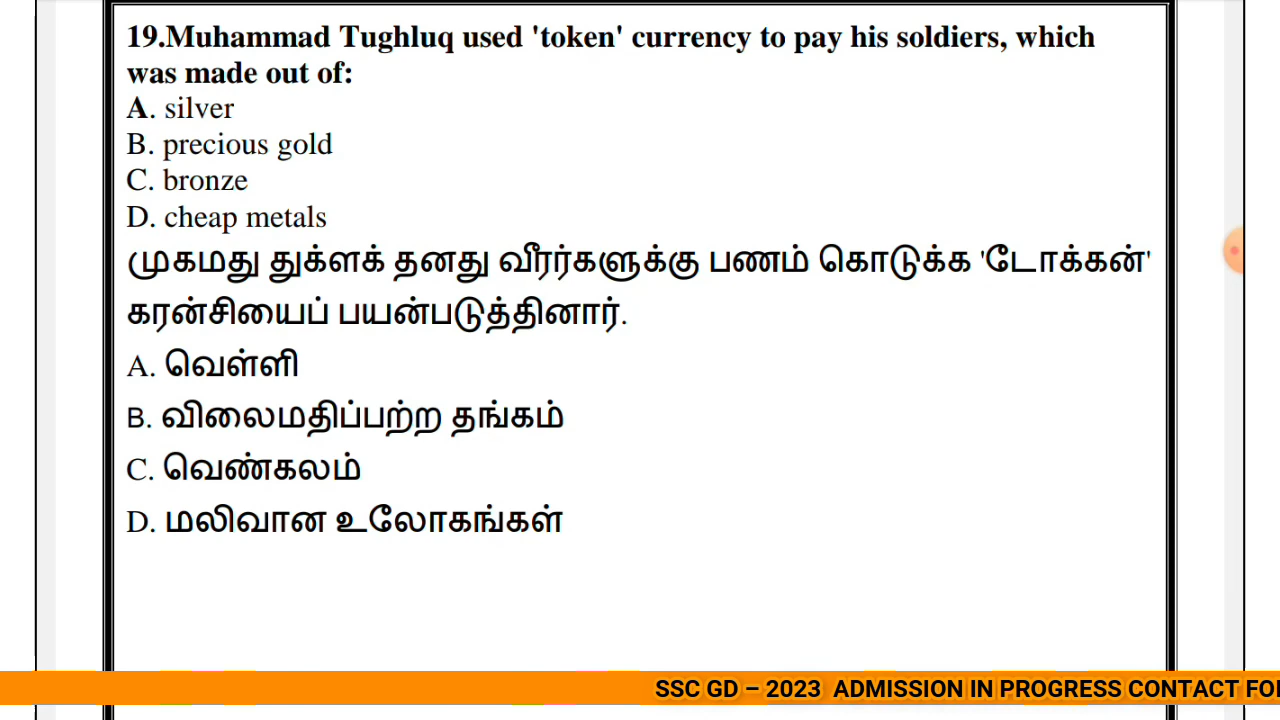 19.Muhammad Tughluq used 'token' currency to pay his soldiers, which
was made out of:
A. silver
B. precious gold
C. bronze
D. cheap metals
முகமது துக்ளக் தனது வீரர்களுக்கு பணம் கொடுக்க 'டோக்கன்'
கரன்சியைப் பயன்படுத்தினார்.
A. வெள்ளி
B. விலைமதிப்பற்ற தங்கம்
C. வெண்கலம்
D. மலிவான உலோகங்கள்
SSC GD – 2023 ADMISSION IN PROGRESS CONTACT